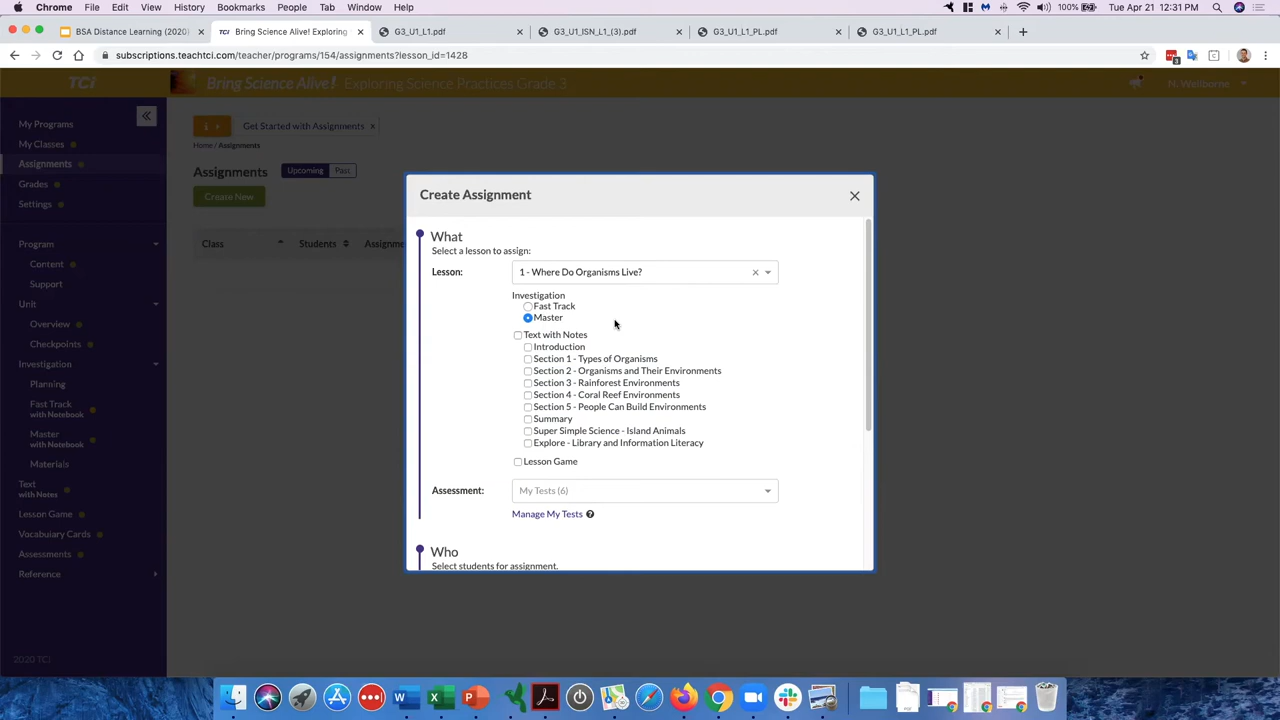 Chrome File Edit View History Bookmarks People Tab Window Help 100% Tue Apr 21 12:31 PM
BSA Distance Learning (2020) Bring Science Alive! Exploring G3_U1_L1.pdf G3_U1_ISN_L1_(3).pdf G3_U1_L1_PL.pdf G3_U1_L1_PL.pdf
subscriptions.teachtci.com/teacher/programs/154/assignments?lesson_id=1428
TCi Bring Science Alive! Exploring Science Practices Grade 3 N. Wellborne
My Programs
My Classes
Assignments
Grades
Settings
Program
Content
Support
Unit
Overview
Checkpoints
Investigation
Planning
Fast Track
with Notebook
Master
with Notebook
Materials
Text
with Notes
Lesson Game
Vocabulary Cards
Assessments
Reference
2020 TCi
Get Started with Assignments
Home / Assignments
Assignments Upcoming Past
Create New
Class Students Assignme
Create Assignment
What
Select a lesson to assign:
Lesson: 1 - Where Do Organisms Live?
Investigation
Fast Track
Master
Text with Notes
Introduction
Section 1 - Types of Organisms
Section 2 - Organisms and Their Environments
Section 3 - Rainforest Environments
Section 4 - Coral Reef Environments
Section 5 - People Can Build Environments
Summary
Super Simple Science - Island Animals
Explore - Library and Information Literacy
Lesson Game
Assessment: My Tests (6)
Manage My Tests ?
Who
Select students for assignment.